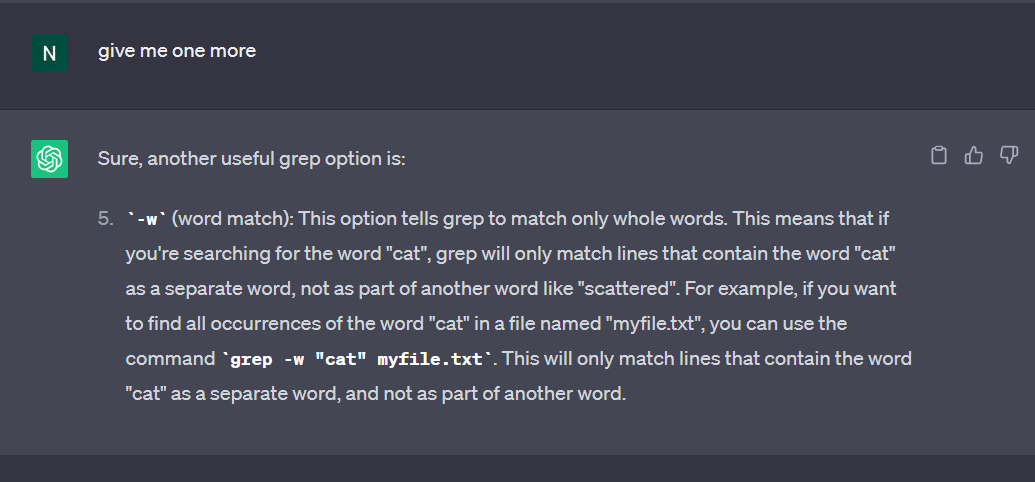 N
give me one more
Sure, another useful grep option is:
5. `-w` (word match): This option tells grep to match only whole words. This means that if
you're searching for the word "cat", grep will only match lines that contain the word "cat"
as a separate word, not as part of another word like "scattered". For example, if you want
to find all occurrences of the word "cat" in a file named "myfile.txt", you can use the
command `grep -w "cat" myfile.txt`. This will only match lines that contain the word
"cat" as a separate word, and not as part of another word.